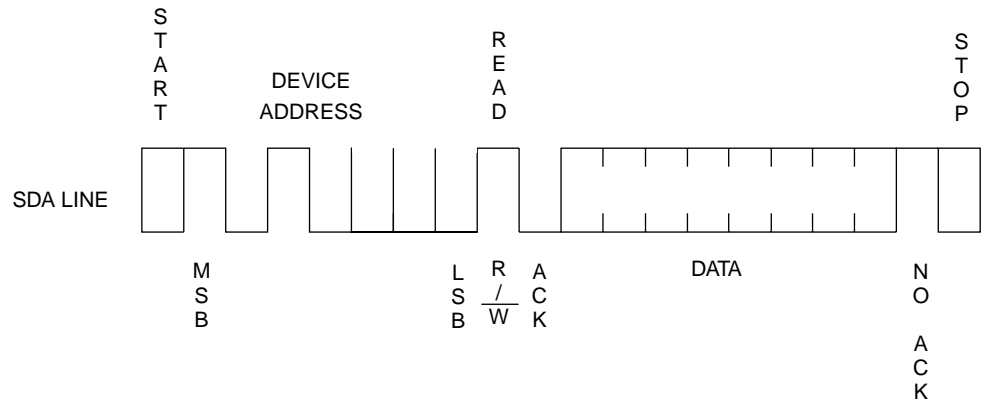 START
READ
STOP
DEVICE
ADDRESS
SDA LINE
MSB
LSB
R/W
ACK
DATA
NO ACK